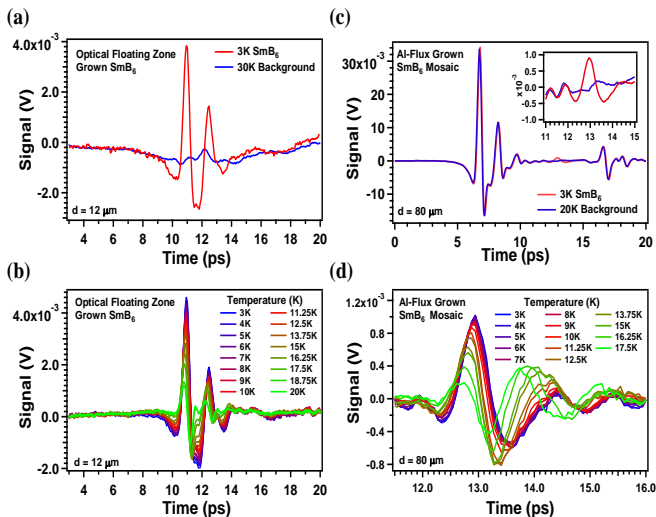 (a)
4.0x10⁻³
2.0
0.0
-2.0
Signal (V)
Optical Floating Zone
Grown SmB₆
3K SmB₆
30K Background
d = 12 μm
4 6 8 10 12 14 16 18 20
Time (ps)
(c)
30x10⁻³
20
10
0
-10
Signal (V)
Al-Flux Grown
SmB₆ Mosaic
1.0
0.5
0.0
-0.5
-1.0
x10⁻³
11 12 13 14 15
3K SmB₆
20K Background
d = 80 μm
0 5 10 15 20
Time (ps)
(b)
4.0x10⁻³
2.0
0.0
-2.0
Signal (V)
Optical Floating Zone
Grown SmB₆
Temperature (K)
3K 11.25K
4K 12.5K
5K 13.75K
6K 15K
7K 16.25K
8K 17.5K
9K 18.75K
10K 20K
d = 12 μm
4 6 8 10 12 14 16 18 20
Time (ps)
(d)
1.2x10⁻³
0.8
0.4
0.0
-0.4
-0.8
Signal (V)
Al-Flux Grown
SmB₆ Mosaic
Temperature (K)
3K 8K 13.75K
4K 9K 15K
5K 10K 16.25K
6K 11.25K 17.5K
7K 12.5K
d = 80 μm
12.0 13.0 14.0 15.0 16.0
Time (ps)